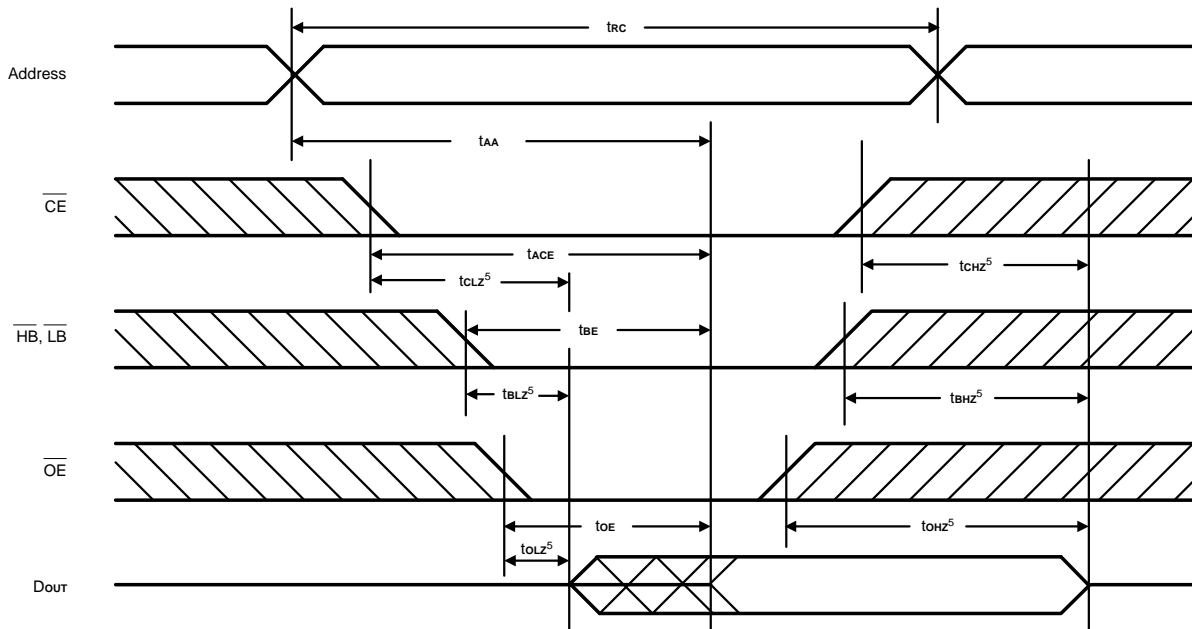 tRC
Address
tAA
CE
tACE
tCLZ5
tCHZ5
HB, LB
tBE
tBLZ5
tBHZ5
OE
tOE
tOHZ5
tOLZ5
DOUT